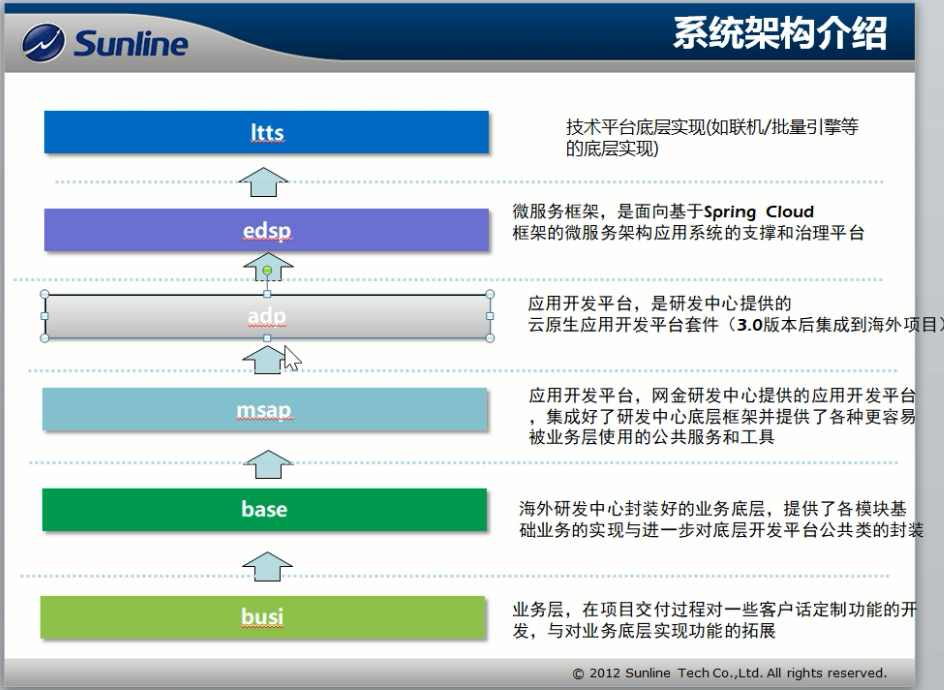 Sunline
系统架构介绍
ltts
技术平台底层实现(如联机/批量引擎等
的底层实现)
edsp
微服务框架，是面向基于Spring Cloud
框架的微服务架构应用系统的支撑和治理平台
adp
应用开发平台，是研发中心提供的
云原生应用开发平台套件（3.0版本后集成到海外项目）
msap
应用开发平台，网金研发中心提供的应用开发平台
，集成好了研发中心底层框架并提供了各种更容易
被业务层使用的公共服务和工具
base
海外研发中心封装好的业务底层，提供了各模块基
础业务的实现与进一步对底层开发平台公共类的封装
busi
业务层，在项目交付过程对一些客户话定制功能的开
发，与对业务底层实现功能的拓展
© 2012 Sunline Tech Co.,Ltd. All rights reserved.